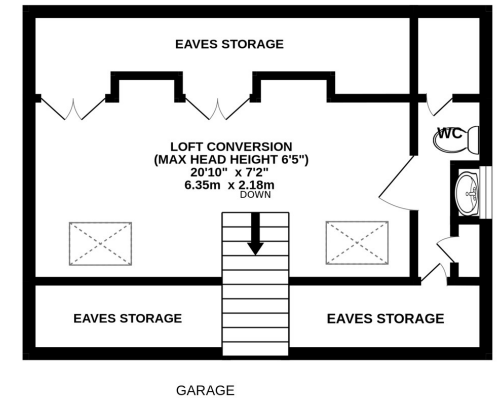 EAVES STORAGE
WC
LOFT CONVERSION
(MAX HEAD HEIGHT 6'5")
20'10" x 7'2"
6.35m x 2.18m
DOWN
EAVES STORAGE
EAVES STORAGE
GARAGE